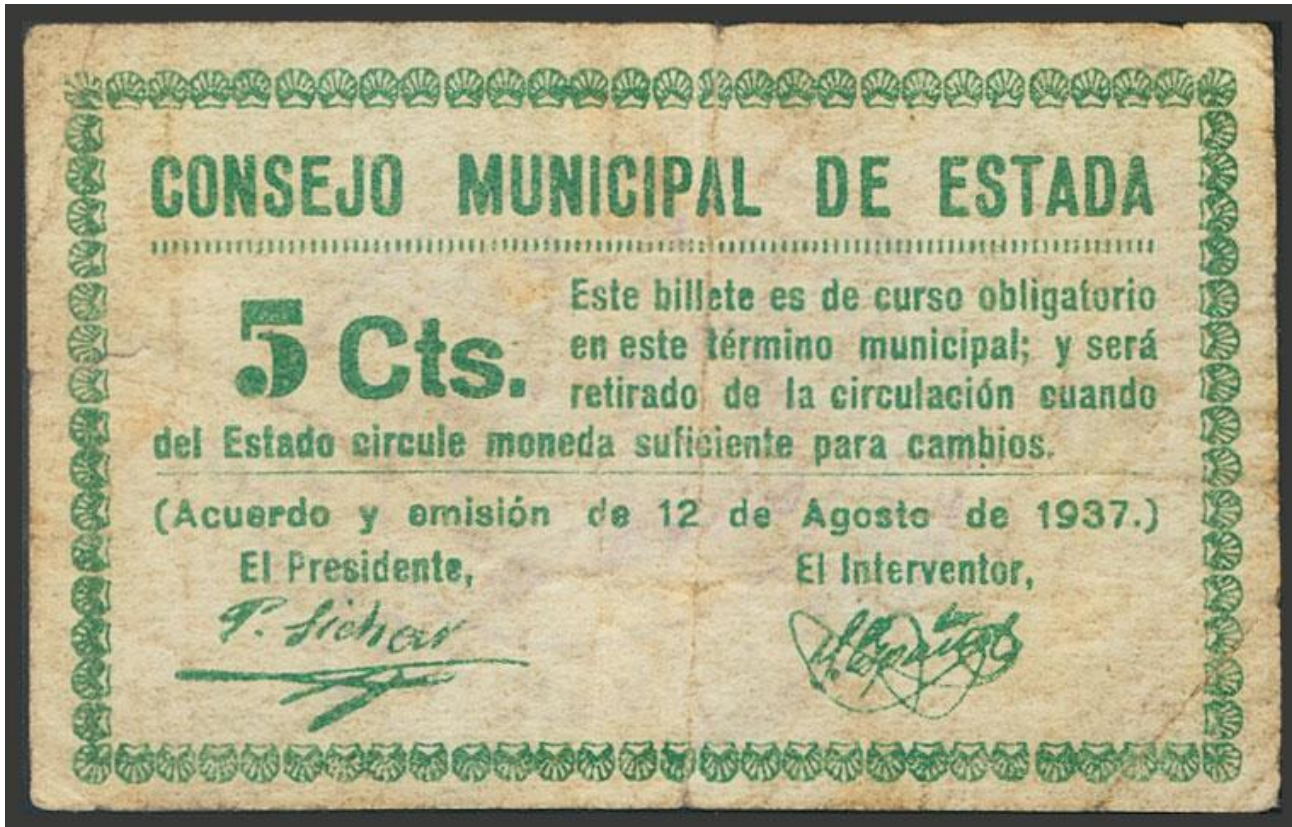 CONSEJO MUNICIPAL DE ESTADA
5 Cts.
Este billete es de curso obligatorio
en este término municipal; y será
retirado de la circulación cuando
del Estado circule moneda suficiente para cambios.
(Acuerdo y emisión de 12 de Agosto de 1937.)
El Presidente,
El Interventor,
P. Sichar